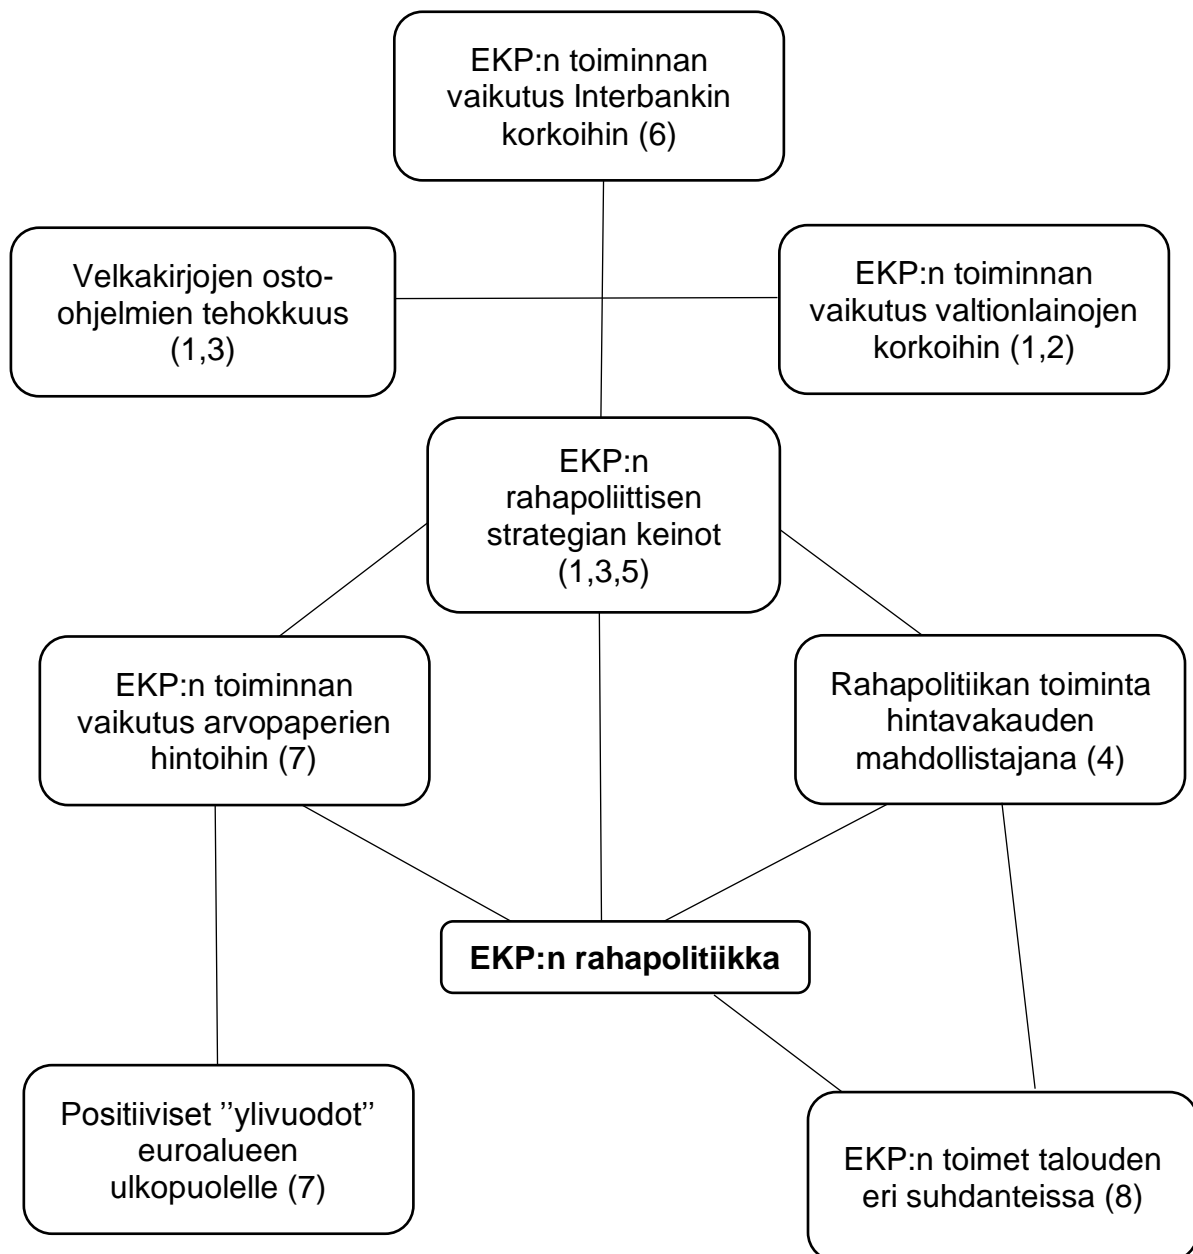 EKP:n toiminnan
vaikutus Interbankin
korkoihin (6)
Velkakirjojen osto-
ohjelmien tehokkuus
(1,3)
EKP:n toiminnan
vaikutus valtionlainojen
korkoihin (1,2)
EKP:n
rahapoliittisen
strategian keinot
(1,3,5)
EKP:n toiminnan
vaikutus arvopaperien
hintoihin (7)
Rahapolitiikan toiminta
hintavakauden
mahdollistajana (4)
EKP:n rahapolitiikka
Positiiviset ’’ylivuodot’’
euroalueen
ulkopuolelle (7)
EKP:n toimet talouden
eri suhdanteissa (8)